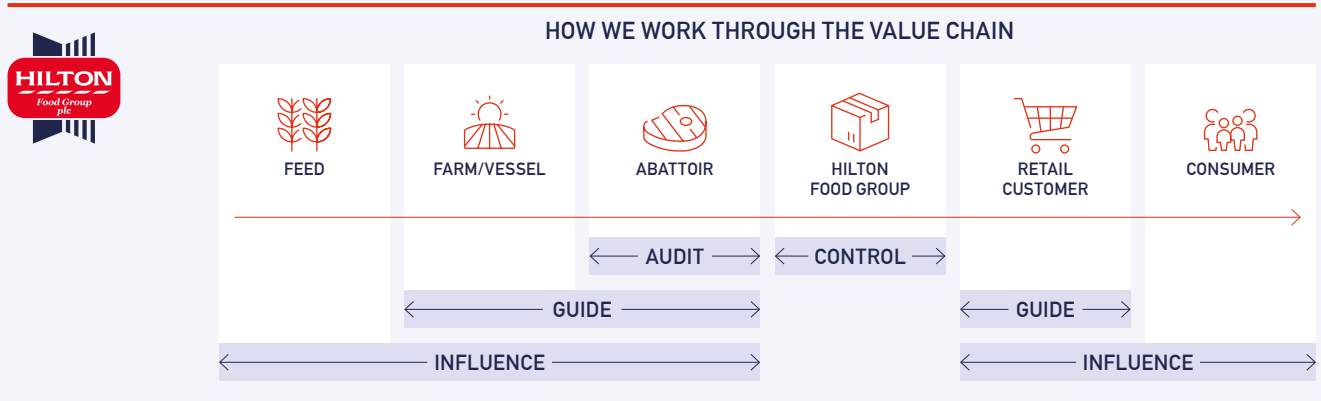 HOW WE WORK THROUGH THE VALUE CHAIN
HILTON
Food Group
plc
FEED
FARM/VESSEL
ABATTOIR
HILTON
FOOD GROUP
RETAIL
CUSTOMER
CONSUMER
AUDIT
CONTROL
GUIDE
GUIDE
INFLUENCE
INFLUENCE